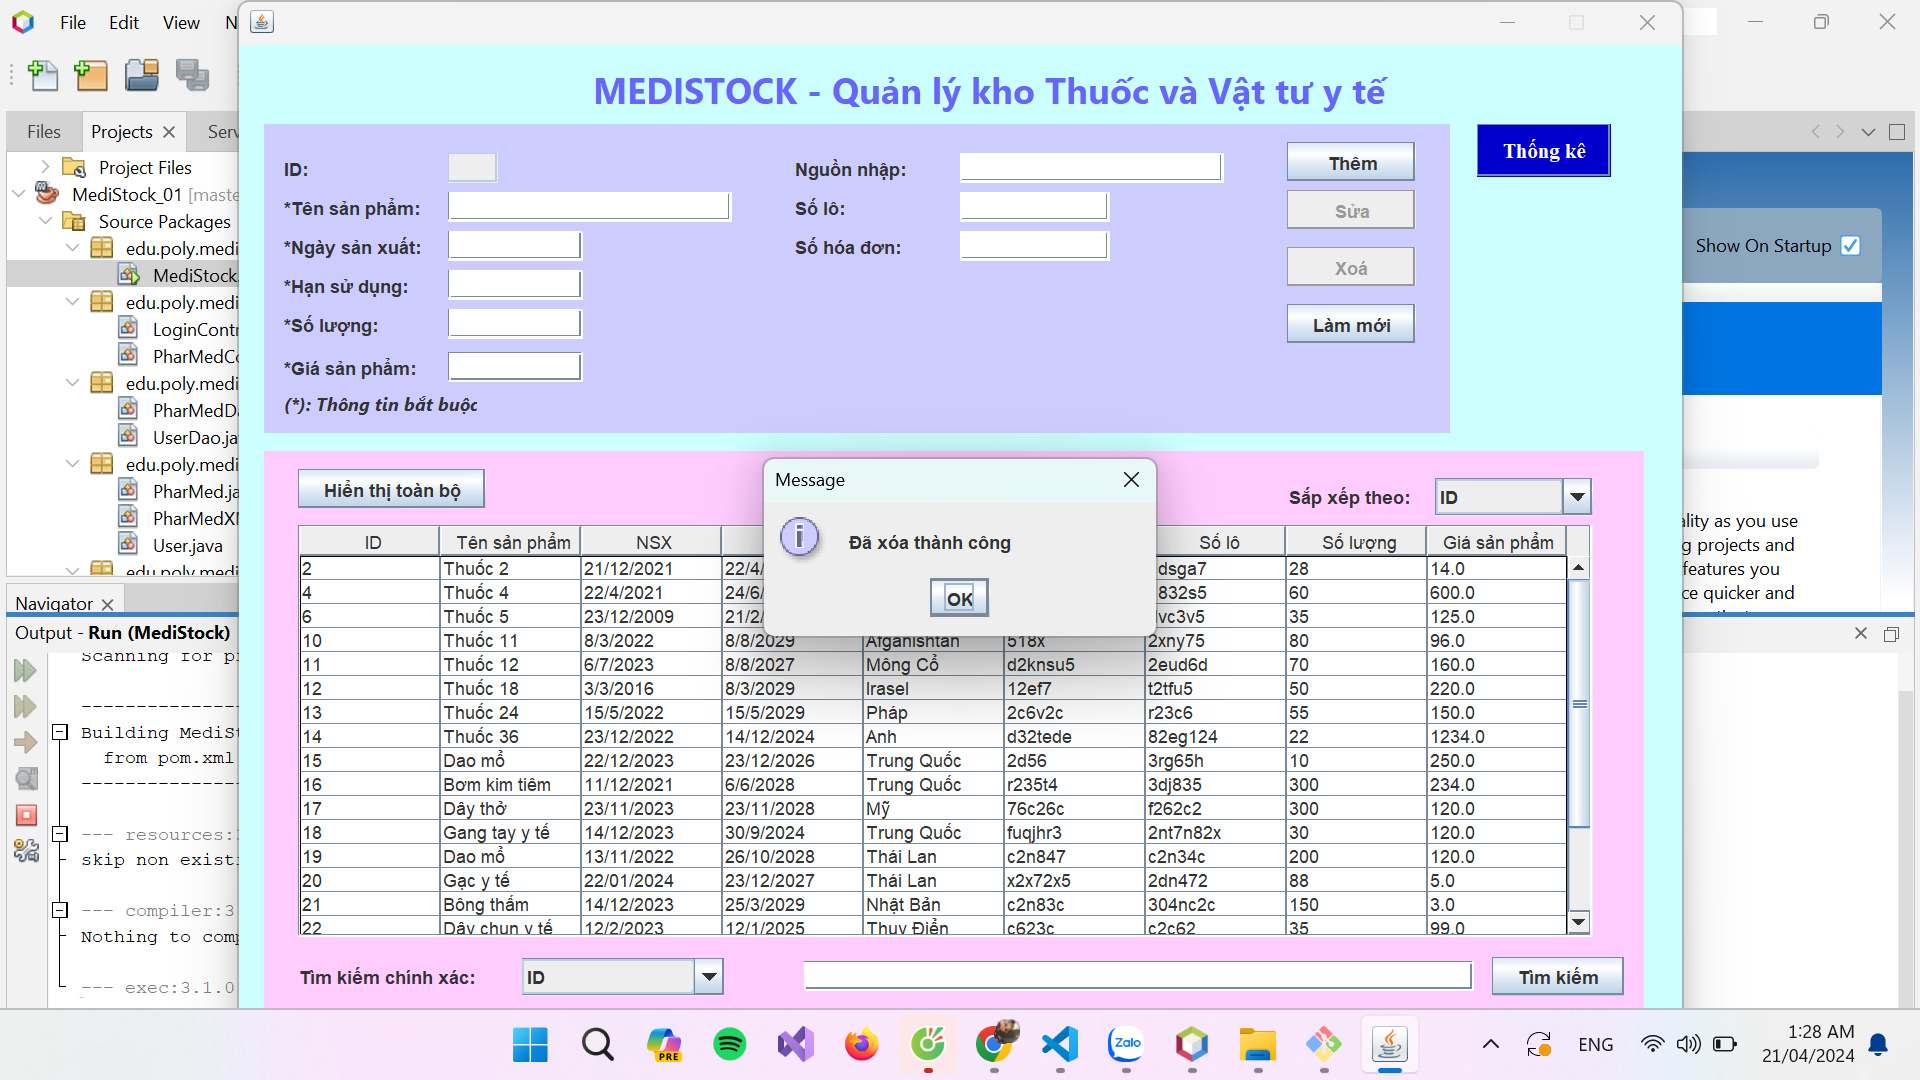 File Edit View N
MEDISTOCK - Quản lý kho Thuốc và Vật tư y tế
Files Projects Serv
Project Files
MediStock_01 [maste
Source Packages
edu.poly.medi
MediStock.
edu.poly.medi
LoginContr
PharMedCo
edu.poly.medi
PharMedDa
UserDao.ja
edu.poly.medi
PharMed.ja
PharMedXM
User.java
edu.poly.medi
ID:
*Tên sản phẩm:
*Ngày sản xuất:
*Hạn sử dụng:
*Số lượng:
*Giá sản phẩm:
(*): Thông tin bắt buộc
Nguồn nhập:
Số lô:
Số hóa đơn:
Thêm
Sửa
Xoá
Làm mới
Thống kê
Show On Startup
ality as you use
g projects and
features you
ce quicker and
Hiển thị toàn bộ
Sắp xếp theo: ID
Message
Đã xóa thành công
OK
ID Tên sản phẩm NSX Số lô Số lượng Giá sản phẩm
2 Thuốc 2 21/12/2021 22/4/ dsga7 28 14.0
4 Thuốc 4 22/4/2021 24/6/ 832s5 60 600.0
6 Thuốc 5 23/12/2009 21/2/ vc3v5 35 125.0
10 Thuốc 11 8/3/2022 8/8/2029 Afganishtan 518x 2xny75 80 96.0
11 Thuốc 12 6/7/2023 8/8/2027 Mông Cổ d2knsu5 2eud6d 70 160.0
12 Thuốc 18 3/3/2016 8/3/2029 Irasel 12ef7 t2tfu5 50 220.0
13 Thuốc 24 15/5/2022 15/5/2029 Pháp 2c6v2c r23c6 55 150.0
14 Thuốc 36 23/12/2022 14/12/2024 Anh d32tede 82eg124 22 1234.0
15 Dao mổ 22/12/2023 23/12/2026 Trung Quốc 2d56 3rg65h 10 250.0
16 Bơm kim tiêm 11/12/2021 6/6/2028 Trung Quốc r235t4 3dj835 300 234.0
17 Dây thở 23/11/2023 23/11/2028 Mỹ 76c26c f262c2 300 120.0
18 Gang tay y tế 14/12/2023 30/9/2024 Trung Quốc fuqjhr3 2nt7n82x 30 120.0
19 Dao mổ 13/11/2022 26/10/2028 Thái Lan c2n847 c2n34c 200 120.0
20 Gạc y tế 22/01/2024 23/12/2027 Thái Lan x2x72x5 2dn472 88 5.0
21 Bông thấm 14/12/2023 25/3/2029 Nhật Bản c2n83c 304nc2c 150 3.0
22 Dây chun y tế 12/2/2023 12/1/2025 Thụy Điển c623c c2c62 35 99.0
Tìm kiếm chính xác: ID Tìm kiếm
Navigator
Output - Run (MediStock)
Scanning for p
----------------
Building MediSt
from pom.xml
----------------
--- resources:
skip non existi
--- compiler:3
Nothing to comp
--- exec:3.1.0
PRE
Zalo
ENG
1:28 AM
21/04/2024